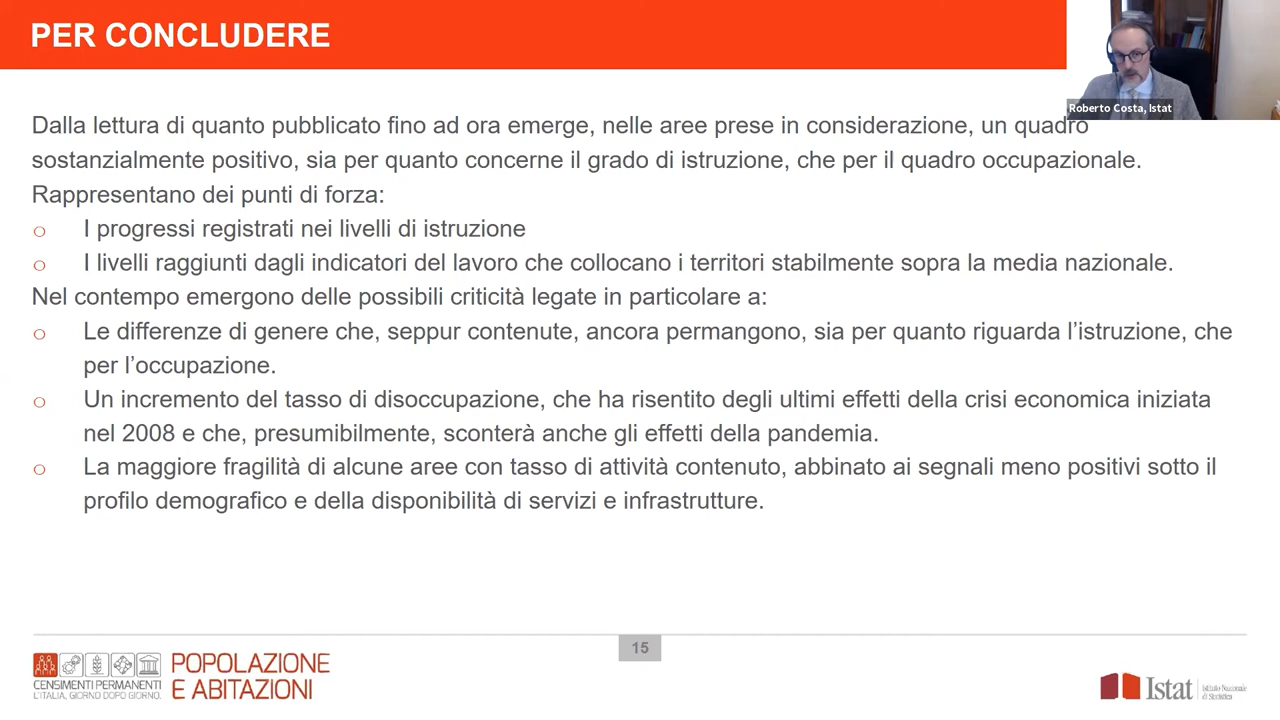 PER CONCLUDERE
Roberto Costa, Istat
Dalla lettura di quanto pubblicato fino ad ora emerge, nelle aree prese in considerazione, un quadro
sostanzialmente positivo, sia per quanto concerne il grado di istruzione, che per il quadro occupazionale.
Rappresentano dei punti di forza:
o I progressi registrati nei livelli di istruzione
o I livelli raggiunti dagli indicatori del lavoro che collocano i territori stabilmente sopra la media nazionale.
Nel contempo emergono delle possibili criticità legate in particolare a:
o Le differenze di genere che, seppur contenute, ancora permangono, sia per quanto riguarda l’istruzione, che
per l’occupazione.
o Un incremento del tasso di disoccupazione, che ha risentito degli ultimi effetti della crisi economica iniziata
nel 2008 e che, presumibilmente, sconterà anche gli effetti della pandemia.
o La maggiore fragilità di alcune aree con tasso di attività contenuto, abbinato ai segnali meno positivi sotto il
profilo demografico e della disponibilità di servizi e infrastrutture.
15
CENSIMENTI PERMANENTI
L'ITALIA, GIORNO DOPO GIORNO.
POPOLAZIONE
E ABITAZIONI
Istat
Istituto Nazionale
di Statistica